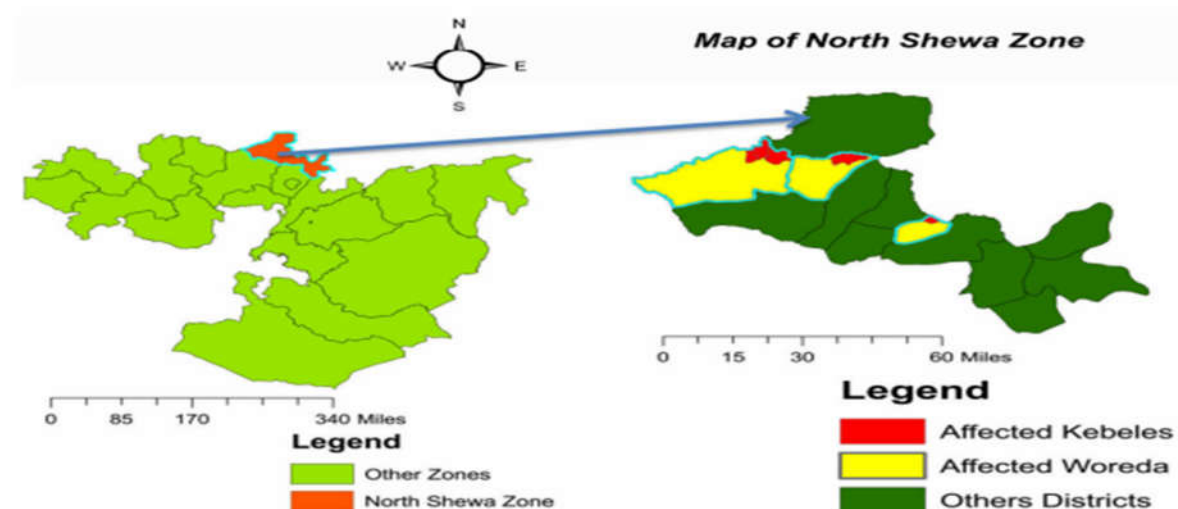 Map of North Shewa Zone
N
W E
S
0 85 170 340 Miles
Legend
Other Zones
North Shewa Zone
0 15 30 60 Miles
Legend
Affected Kebeles
Affected Woreda
Others Districts